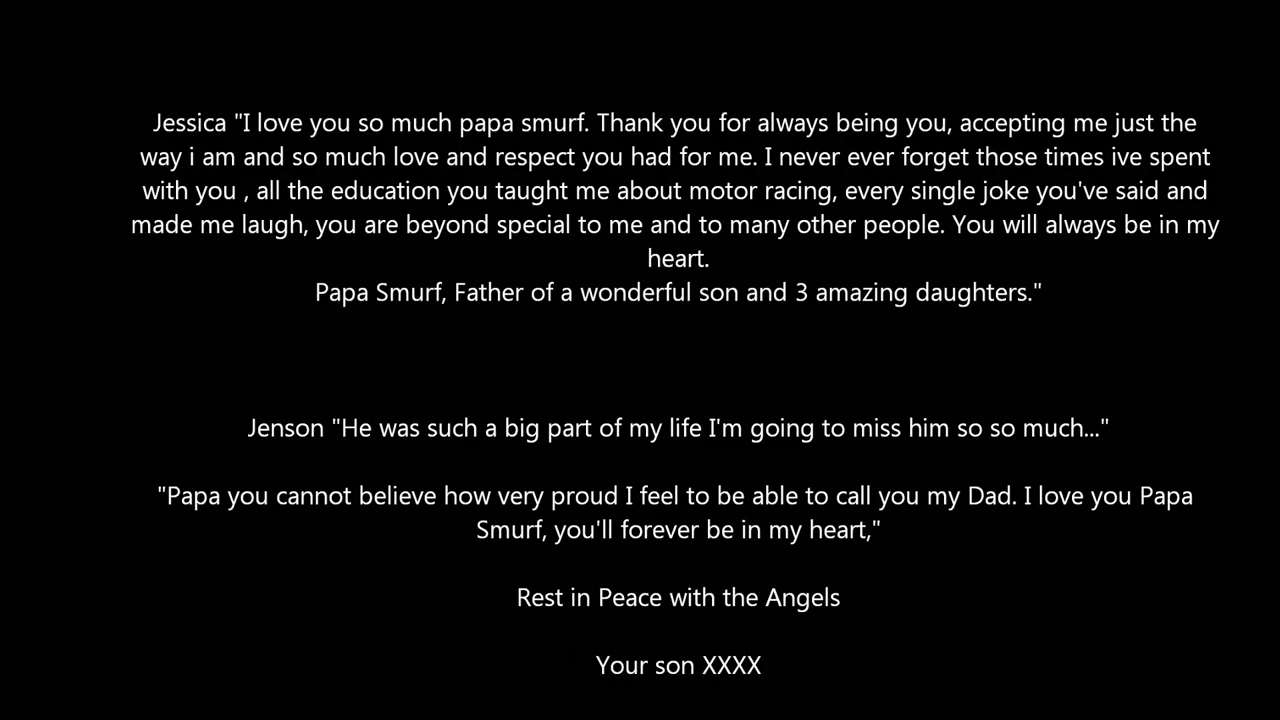 Jessica "I love you so much papa smurf. Thank you for always being you, accepting me just the
way i am and so much love and respect you had for me. I never ever forget those times ive spent
with you , all the education you taught me about motor racing, every single joke you've said and
made me laugh, you are beyond special to me and to many other people. You will always be in my
heart.
Papa Smurf, Father of a wonderful son and 3 amazing daughters."
Jenson "He was such a big part of my life I'm going to miss him so so much..."
"Papa you cannot believe how very proud I feel to be able to call you my Dad. I love you Papa
Smurf, you'll forever be in my heart,"
Rest in Peace with the Angels
Your son XXXX